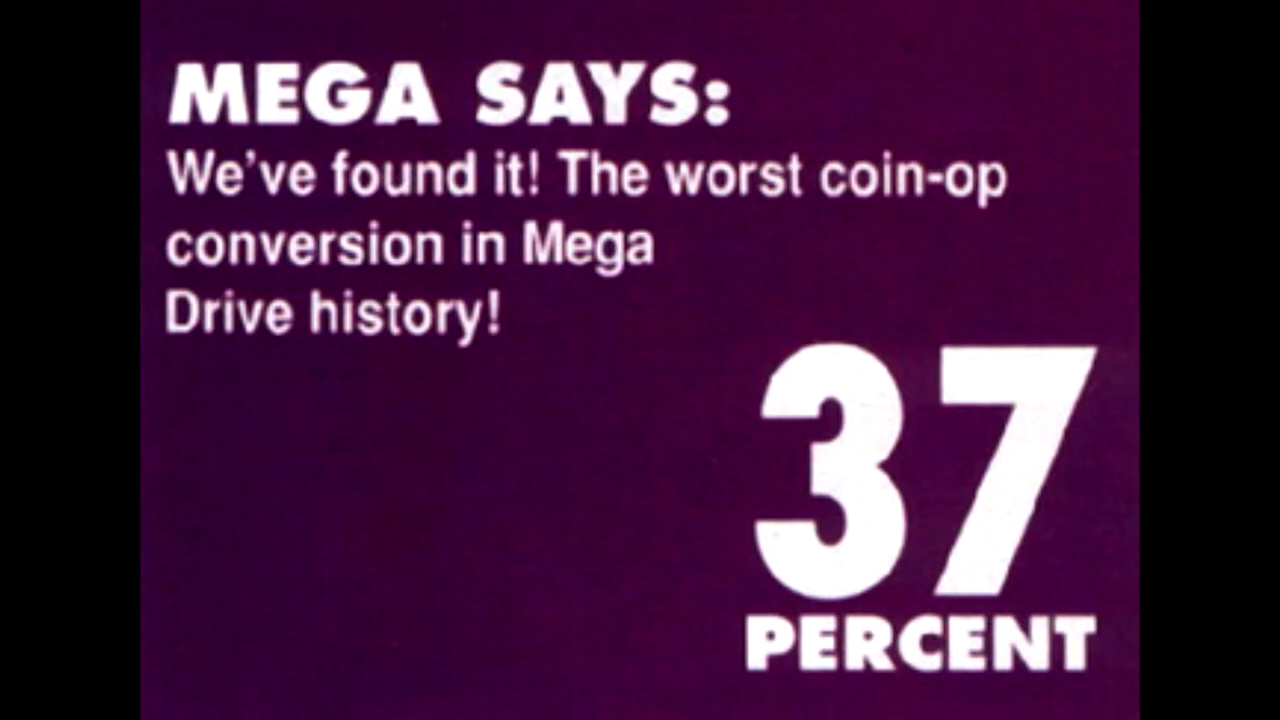 MEGA SAYS:
We've found it! The worst coin-op
conversion in Mega
Drive history!
37
PERCENT